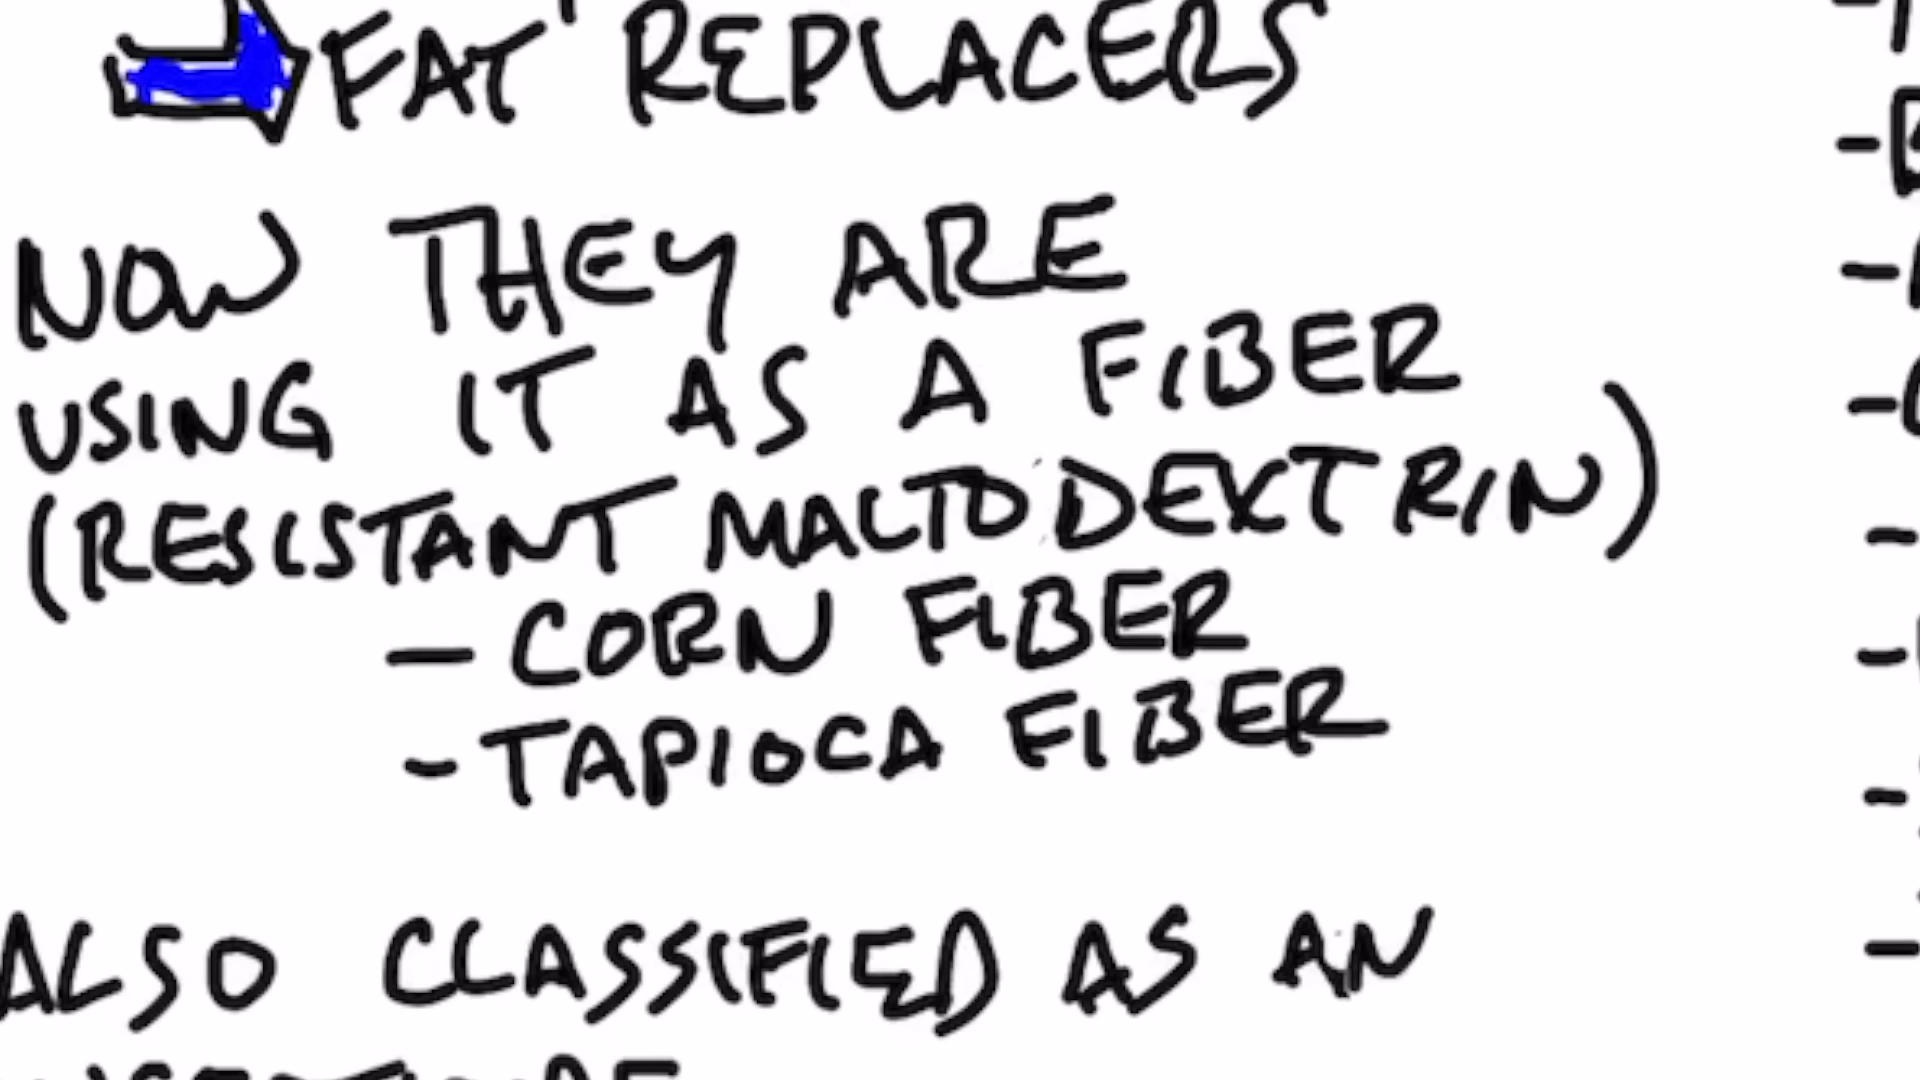 FAT REPLACERS
NOW THEY ARE
USING IT AS A FIBER
(RESISTANT MALTODEXTRIN)
— CORN FIBER
- TAPIOCA FIBER
ALSO CLASSIFIED AS AN